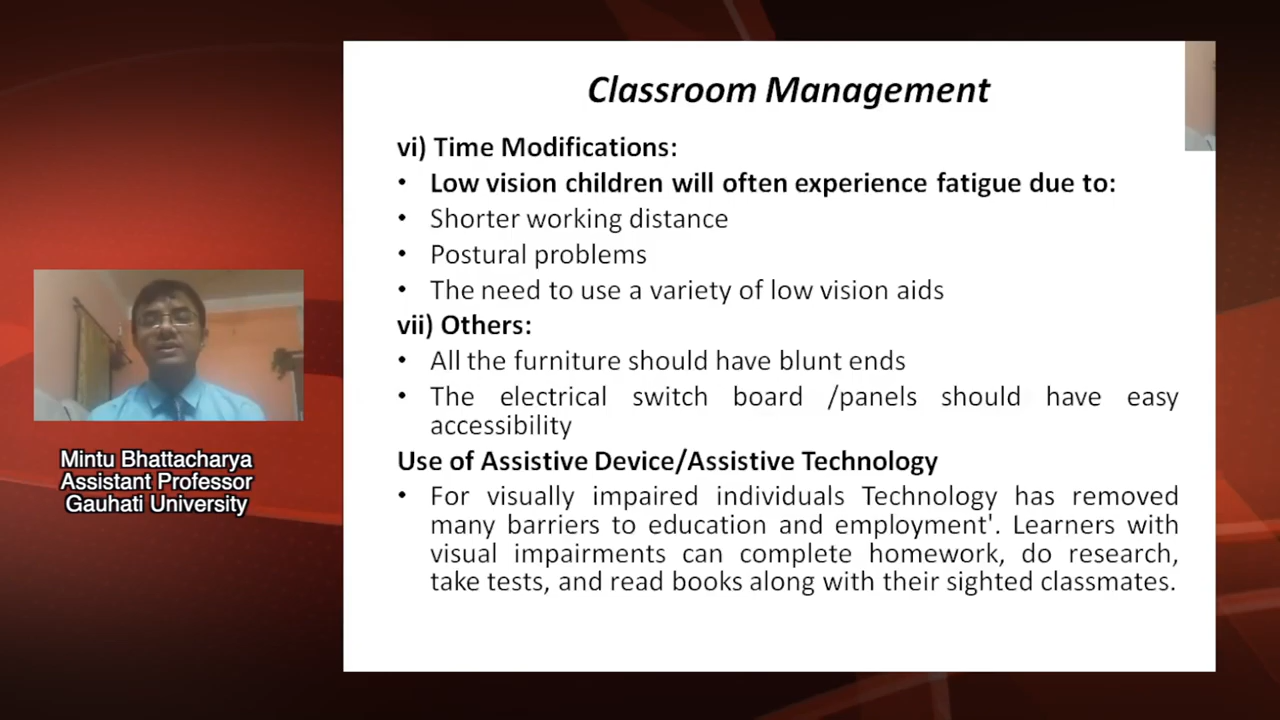 Classroom Management
vi) Time Modifications:
• Low vision children will often experience fatigue due to:
• Shorter working distance
• Postural problems
• The need to use a variety of low vision aids
vii) Others:
• All the furniture should have blunt ends
• The electrical switch board /panels should have easy
accessibility
Use of Assistive Device/Assistive Technology
• For visually impaired individuals Technology has removed
many barriers to education and employment'. Learners with
visual impairments can complete homework, do research,
take tests, and read books along with their sighted classmates.
Mintu Bhattacharya
Assistant Professor
Gauhati University